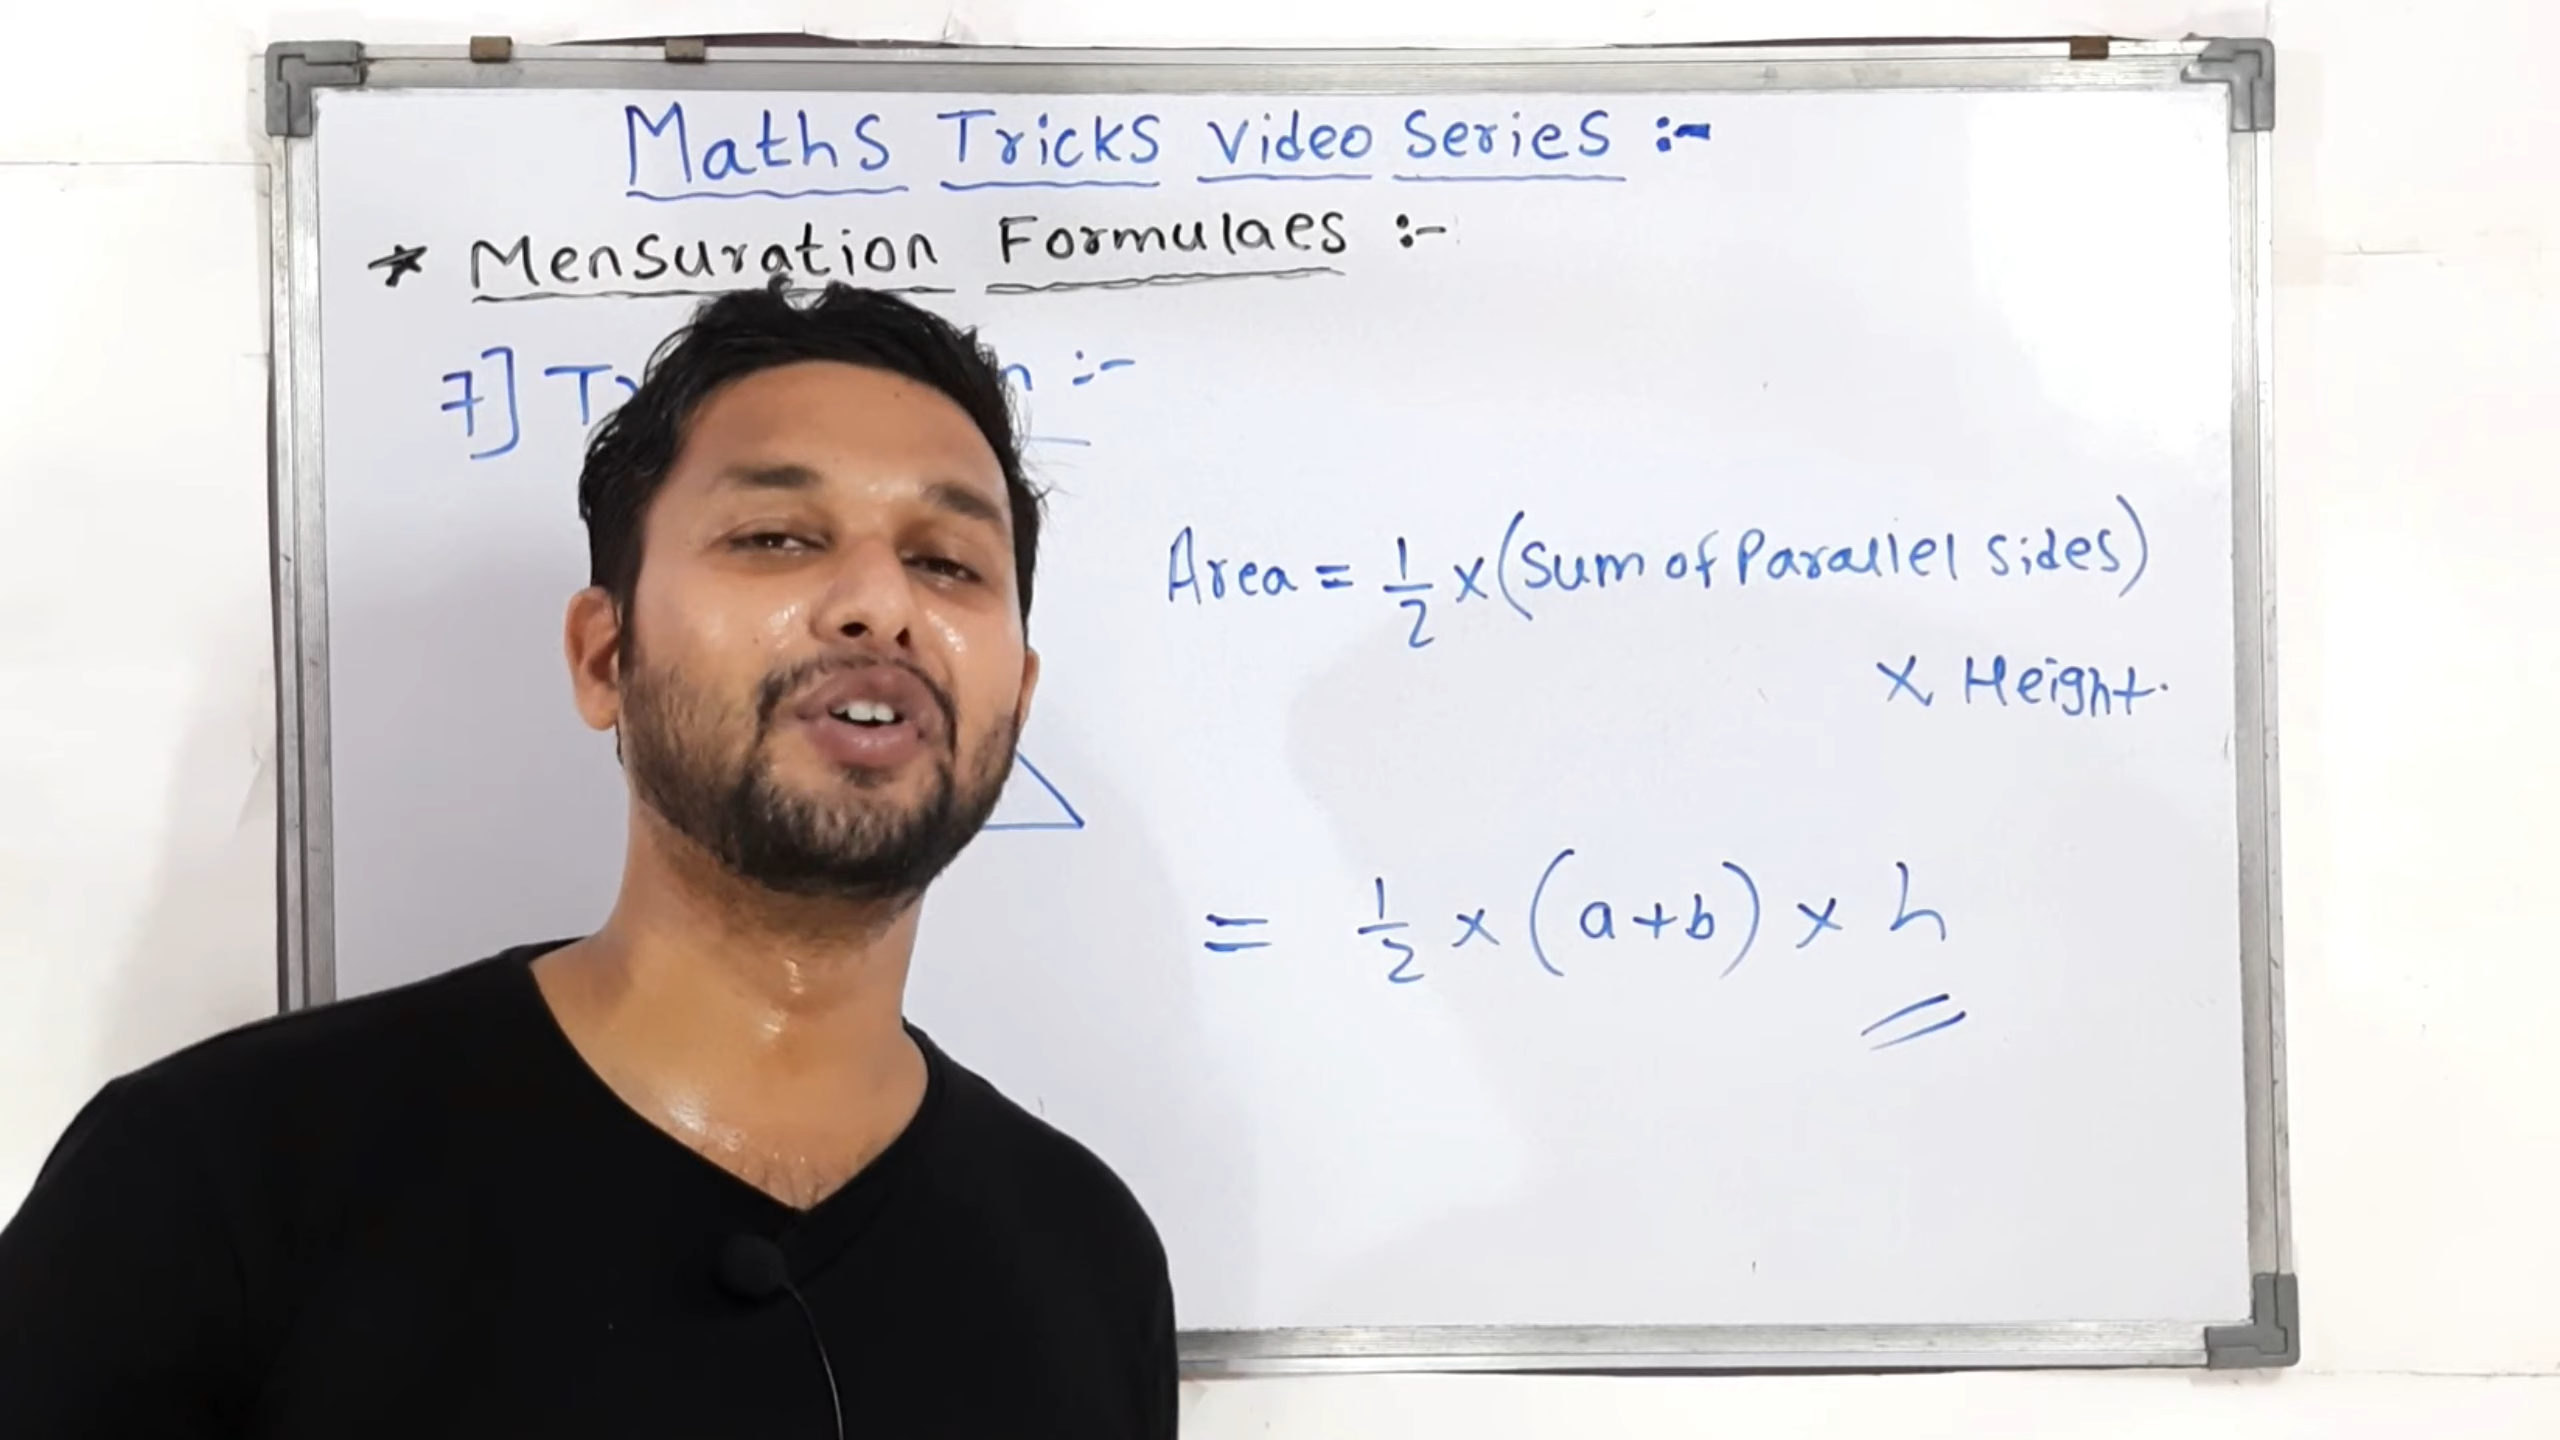 Maths Tricks Video Series :-
* Mensuration Formulaes :-
7] :-
Area = 1/2 × (Sum of Parallel Sides)
× Height.
= 1/2 × (a+b) × h